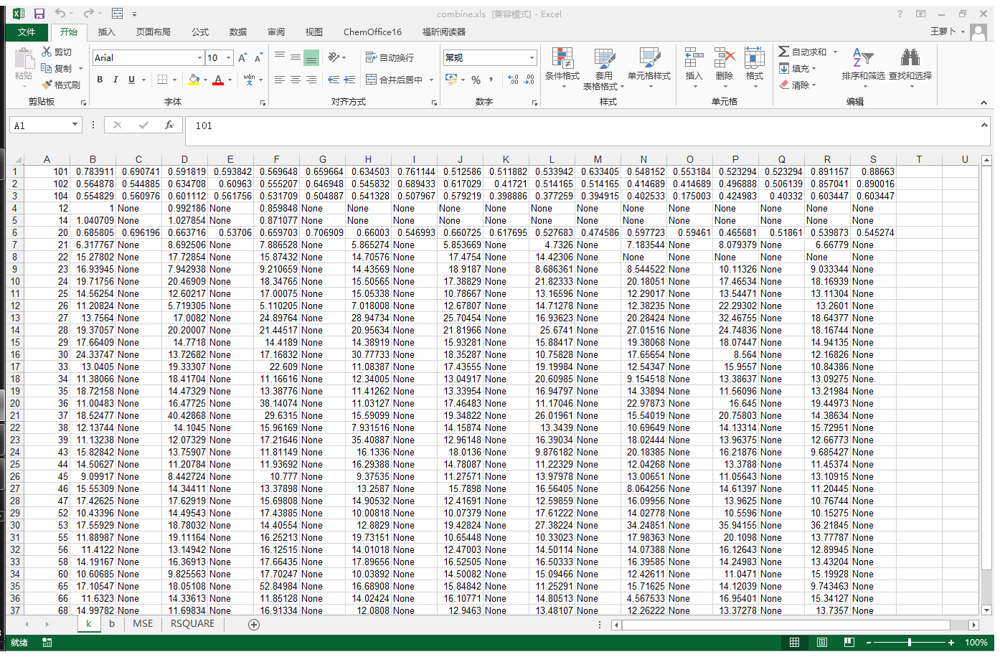 combine.xls [兼容模式] - Excel
文件 开始 插入 页面布局 公式 数据 审阅 视图 ChemOffice16 福昕阅读器 王萝卜
粘贴 剪切 复制 格式刷 剪贴板
Arial 10 B I U wén 文 字体
自动换行 合并后居中 对齐方式
常规 % 数字
条件格式 套用表格格式 单元格样式 样式
插入 删除 格式 单元格
自动求和 填充 清除 排序和筛选 查找和选择 编辑
A1 fx 101
A B C D E F G H I J K L M N O P Q R S T U
1 101 0.783911 0.690741 0.591819 0.593842 0.569648 0.659664 0.634503 0.761144 0.512586 0.511882 0.533942 0.633405 0.548152 0.553184 0.523294 0.523294 0.891157 0.88663
2 102 0.564878 0.544885 0.634708 0.60963 0.555207 0.646948 0.545832 0.689433 0.617029 0.41721 0.514165 0.514165 0.414689 0.414689 0.496888 0.506139 0.857041 0.890016
3 104 0.554829 0.560976 0.601112 0.561756 0.531709 0.504887 0.541328 0.507967 0.579219 0.398886 0.377259 0.394915 0.402533 0.175003 0.424983 0.40332 0.603447 0.603447
4 12 1 None 0.992186 None 0.859848 None None None None None None None None None None None None None
5 14 1.040709 None 1.027854 None 0.871077 None None None None None None None None None None None None None
6 20 0.685805 0.696196 0.663716 0.53706 0.659703 0.706909 0.66003 0.546993 0.660725 0.617695 0.527683 0.474586 0.597723 0.59461 0.465681 0.51861 0.539873 0.545274
7 21 6.317767 None 8.692506 None 7.886528 None 5.865274 None 5.853669 None 4.7326 None 7.183544 None 8.079379 None 6.66779 None
8 22 15.27802 None 17.72854 None 15.87432 None 14.70576 None 17.4754 None 14.42306 None None None None None None None
9 23 16.93945 None 7.942938 None 9.210659 None 14.43569 None 18.9187 None 8.686361 None 8.544522 None 10.11326 None 9.033344 None
10 24 19.71756 None 20.46909 None 18.34765 None 15.50565 None 17.38829 None 21.82333 None 20.18051 None 17.46534 None 18.16939 None
11 25 14.56254 None 12.60217 None 17.00075 None 15.05338 None 10.78667 None 13.16596 None 12.29017 None 13.54471 None 13.11304 None
12 26 11.20824 None 5.719305 None 5.110205 None 7.018008 None 12.67807 None 14.71278 None 12.38235 None 22.29302 None 13.2601 None
13 27 13.7564 None 17.0082 None 24.89764 None 28.94734 None 25.70454 None 16.93623 None 20.28424 None 32.46755 None 18.64377 None
14 28 19.37057 None 20.20007 None 21.44517 None 20.95634 None 21.81966 None 25.6741 None 27.01516 None 24.74836 None 18.16744 None
15 29 17.66409 None 14.7718 None 14.4189 None 14.38919 None 15.93281 None 15.88417 None 19.38068 None 18.07447 None 14.94135 None
16 30 24.33747 None 13.72682 None 17.16832 None 30.77733 None 18.35287 None 10.75828 None 17.65654 None 8.564 None 12.16826 None
17 33 13.0405 None 19.33307 None 22.609 None 11.08387 None 17.43555 None 19.19984 None 12.54347 None 15.9557 None 10.84386 None
18 34 11.38066 None 18.41704 None 11.16616 None 12.34005 None 13.04917 None 20.60985 None 9.154518 None 13.38637 None 13.09275 None
19 35 18.72158 None 14.47329 None 13.38776 None 11.41262 None 13.33954 None 16.94797 None 14.33894 None 11.56096 None 13.21984 None
20 36 11.00483 None 16.47725 None 38.14074 None 11.03127 None 17.46483 None 11.17046 None 22.97873 None 16.645 None 19.44973 None
21 37 18.52477 None 40.42868 None 29.6315 None 15.59099 None 19.34822 None 26.01961 None 15.54019 None 20.75803 None 14.38634 None
22 38 12.13744 None 14.1045 None 15.96169 None 7.931516 None 14.15874 None 13.3439 None 10.69649 None 14.13314 None 15.72951 None
23 39 11.13238 None 12.07329 None 17.21646 None 35.40887 None 12.96148 None 16.39034 None 18.02444 None 13.96375 None 12.66773 None
24 43 15.82842 None 13.75907 None 11.81149 None 16.1336 None 18.0136 None 9.876182 None 20.18385 None 16.21876 None 9.685427 None
25 44 14.50627 None 11.20784 None 11.93692 None 16.29388 None 14.78087 None 11.22329 None 12.04268 None 13.3788 None 11.45374 None
26 45 9.09917 None 8.442724 None 10.777 None 9.37535 None 11.27571 None 13.97978 None 13.00651 None 11.05643 None 13.10915 None
27 46 15.55309 None 14.34411 None 13.37898 None 13.2587 None 15.7898 None 16.56405 None 8.064256 None 14.61397 None 11.20445 None
28 47 17.42625 None 17.62919 None 15.69808 None 14.90532 None 12.41691 None 12.59859 None 16.09956 None 13.9625 None 10.76744 None
29 52 10.43396 None 14.49543 None 17.43885 None 10.00818 None 10.07379 None 17.61222 None 14.02778 None 10.5596 None 10.15275 None
30 53 17.55929 None 18.78032 None 14.40554 None 12.8829 None 19.42824 None 27.38224 None 34.24851 None 35.94155 None 36.21845 None
31 55 11.88987 None 19.11164 None 16.25213 None 19.73151 None 10.65448 None 10.33023 None 17.98363 None 20.1098 None 13.77787 None
32 56 11.4122 None 13.14942 None 16.12515 None 14.01018 None 12.47003 None 14.50114 None 14.07388 None 16.12643 None 12.89945 None
33 58 14.19167 None 16.36913 None 17.66435 None 17.89656 None 16.52505 None 16.50333 None 16.39585 None 14.24983 None 13.43204 None
34 60 10.60685 None 9.825563 None 17.70247 None 10.03892 None 14.50082 None 15.09466 None 12.42611 None 11.0471 None 15.19928 None
35 65 17.10547 None 18.05108 None 52.84984 None 16.68908 None 15.84842 None 11.25291 None 15.71625 None 14.12039 None 9.743463 None
36 66 11.6323 None 14.33613 None 11.85128 None 14.02424 None 16.10771 None 14.80513 None 4.567533 None 16.95401 None 15.34127 None
37 68 14.99782 None 11.69834 None 16.91334 None 12.0808 None 12.9463 None 13.48107 None 12.26222 None 13.37278 None 13.7357 None
k b MSE RSQUARE
就绪 100%